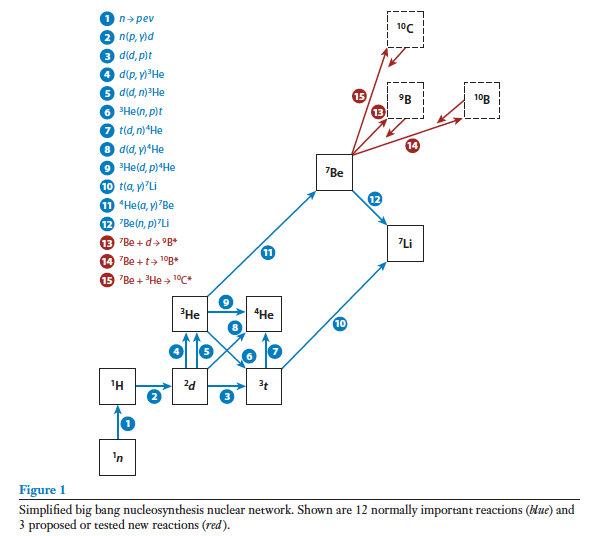 1 n→peν
2 n(p, γ)d
3 d(d,p)t
4 d(p, γ)³He
5 d(d, n)³He
6 ³He(n, p)t
7 t(d, n)⁴He
8 d(d, γ)⁴He
9 ³He(d, p)⁴He
10 t(α, γ)⁷Li
11 ⁴He(α, γ)⁷Be
12 ⁷Be(n, p)⁷Li
13 ⁷Be + d → ⁹B*
14 ⁷Be + t → ¹⁰B*
15 ⁷Be + ³He → ¹⁰C*
¹⁰C
15
13
⁹B
¹⁰B
14
⁷Be
12
⁷Li
11
³He
9
⁴He
8
10
4
5
6
7
¹H
2
²d
3
³t
1
¹n
Figure 1
Simplified big bang nucleosynthesis nuclear network. Shown are 12 normally important reactions (blue) and
3 proposed or tested new reactions (red).